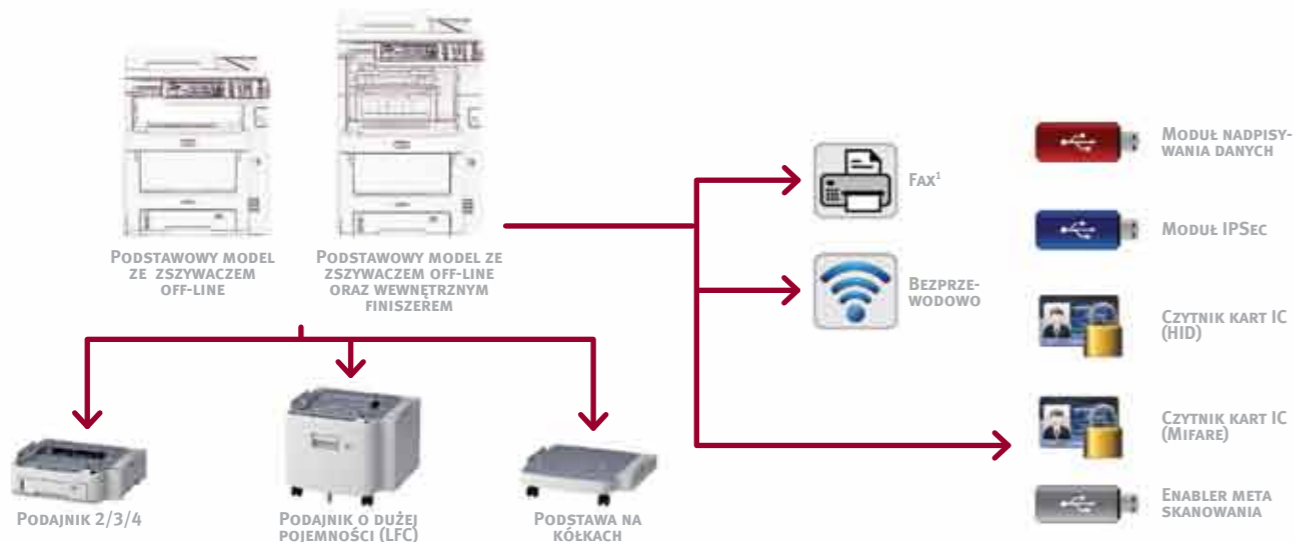 PODSTAWOWY MODEL
ZE ZSZYWACZEM
OFF-LINE
PODSTAWOWY MODEL ZE
ZSZYWACZEM OFF-LINE
ORAZ WEWNĘTRZNYM
FINISZEREM
FAX¹
BEZPRZE-
WODOWO
MODUŁ NADPISY-
WANIA DANYCH
MODUŁ IPSEC
CZYTNIK KART IC
(HID)
CZYTNIK KART IC
(MIFARE)
ENABLER META
SKANOWANIA
PODAJNIK 2/3/4
PODAJNIK O DUŻEJ
POJEMNOŚCI (LFC)
PODSTAWA NA
KÓŁKACH